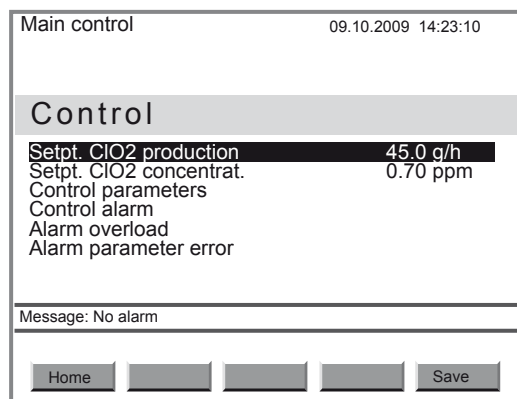 Main control 09.10.2009 14:23:10
Control
Setpt. ClO2 production 45.0 g/h
Setpt. ClO2 concentrat. 0.70 ppm
Control parameters
Control alarm
Alarm overload
Alarm parameter error
Message: No alarm
Home Save